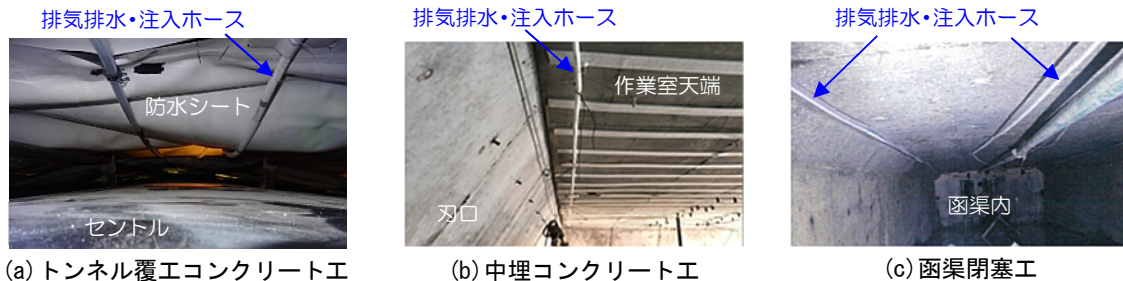 排気排水・注入ホース
防水シート
セントル
(a) トンネル覆工コンクリート工
排気排水・注入ホース
作業室天端
刃口
(b) 中埋コンクリート工
排気排水・注入ホース
函渠内
(c) 函渠閉塞工